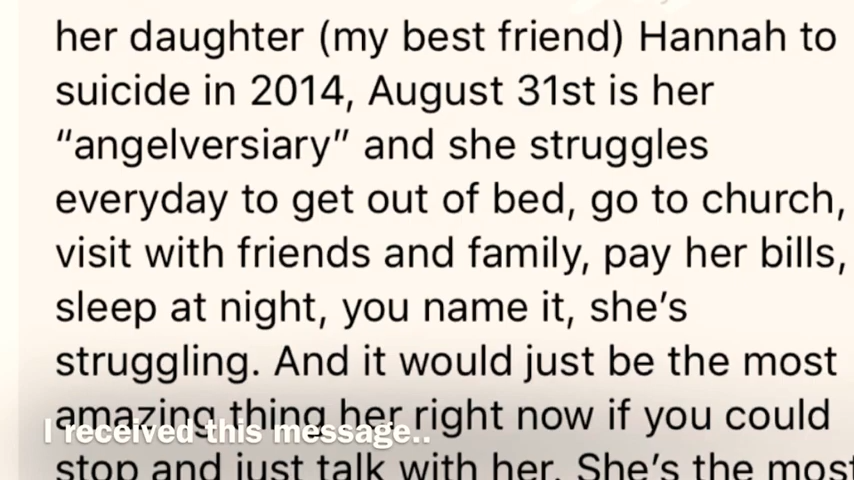 her daughter (my best friend) Hannah to
suicide in 2014, August 31st is her
“angelversiary” and she struggles
everyday to get out of bed, go to church,
visit with friends and family, pay her bills,
sleep at night, you name it, she’s
struggling. And it would just be the most
amazing thing her right now if you could
I received this message..
stop and just talk with her. She’s the most